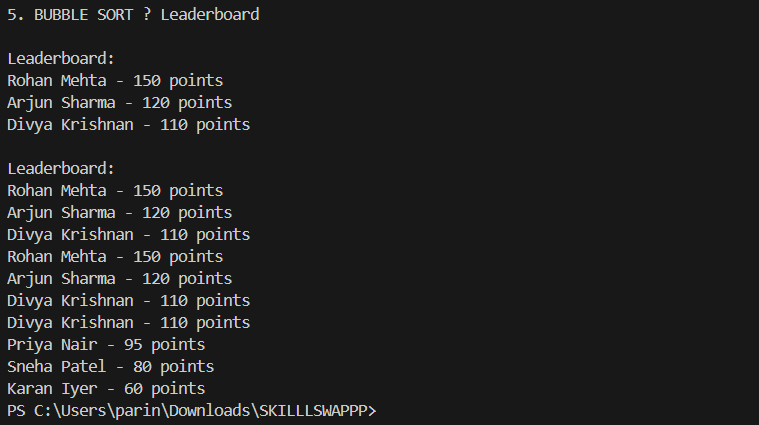 5. BUBBLE SORT ? Leaderboard
Leaderboard:
Rohan Mehta - 150 points
Arjun Sharma - 120 points
Divya Krishnan - 110 points
Leaderboard:
Rohan Mehta - 150 points
Arjun Sharma - 120 points
Divya Krishnan - 110 points
Rohan Mehta - 150 points
Arjun Sharma - 120 points
Divya Krishnan - 110 points
Divya Krishnan - 110 points
Priya Nair - 95 points
Sneha Patel - 80 points
Karan Iyer - 60 points
PS C:\Users\parin\Downloads\SKILLLSWAPPP>